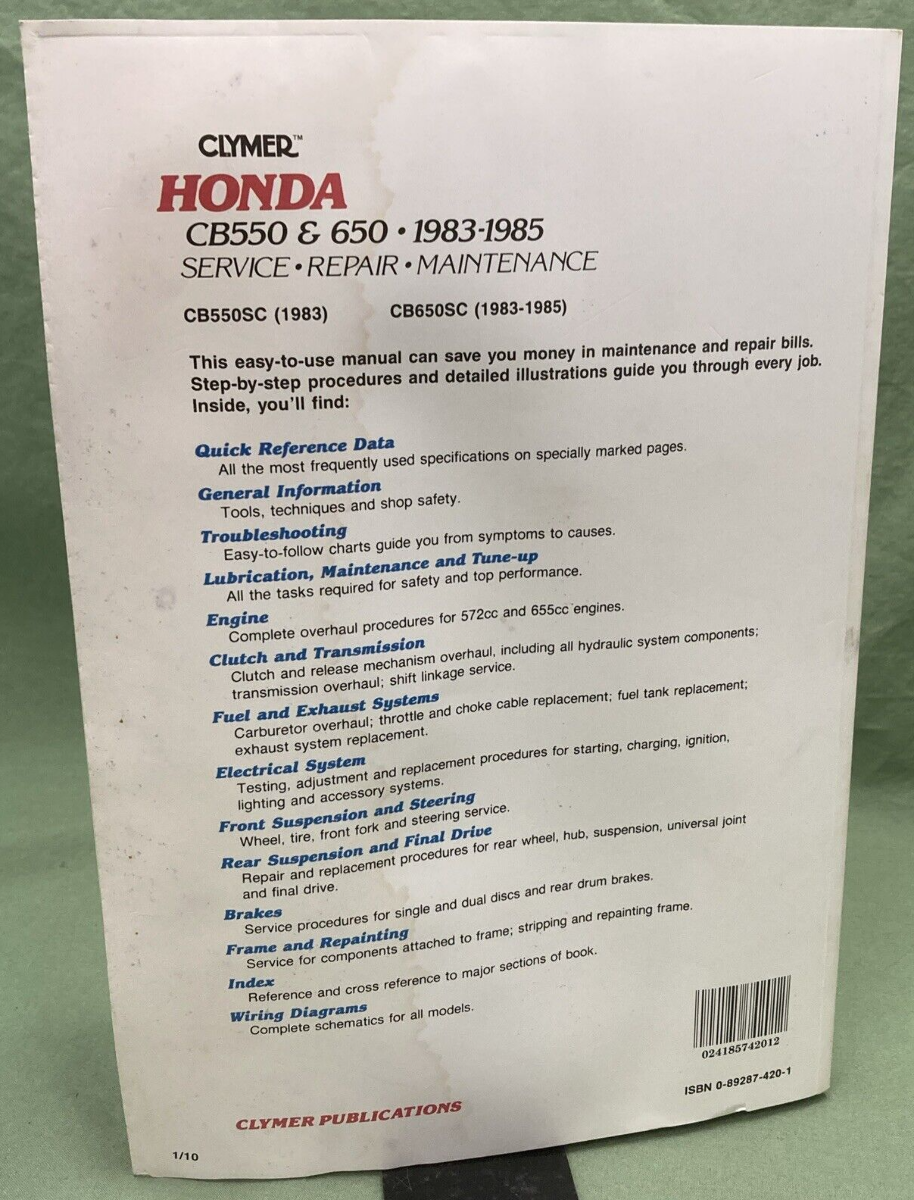 CLYMER™
HONDA
CB550 & 650 • 1983-1985
SERVICE • REPAIR • MAINTENANCE
CB550SC (1983) CB650SC (1983-1985)
This easy-to-use manual can save you money in maintenance and repair bills.
Step-by-step procedures and detailed illustrations guide you through every job.
Inside, you'll find:
Quick Reference Data
All the most frequently used specifications on specially marked pages.
General Information
Tools, techniques and shop safety.
Troubleshooting
Easy-to-follow charts guide you from symptoms to causes.
Lubrication, Maintenance and Tune-up
All the tasks required for safety and top performance.
Engine
Complete overhaul procedures for 572cc and 655cc engines.
Clutch and Transmission
Clutch and release mechanism overhaul, including all hydraulic system components;
transmission overhaul; shift linkage service.
Fuel and Exhaust Systems
Carburetor overhaul; throttle and choke cable replacement; fuel tank replacement;
exhaust system replacement.
Electrical System
Testing, adjustment and replacement procedures for starting, charging, ignition,
lighting and accessory systems.
Front Suspension and Steering
Wheel, tire, front fork and steering service.
Rear Suspension and Final Drive
Repair and replacement procedures for rear wheel, hub, suspension, universal joint
and final drive.
Brakes
Service procedures for single and dual discs and rear drum brakes.
Frame and Repainting
Service for components attached to frame; stripping and repainting frame.
Index
Reference and cross reference to major sections of book.
Wiring Diagrams
Complete schematics for all models.
024185742012
ISBN 0-89287-420-1
CLYMER PUBLICATIONS
1/10